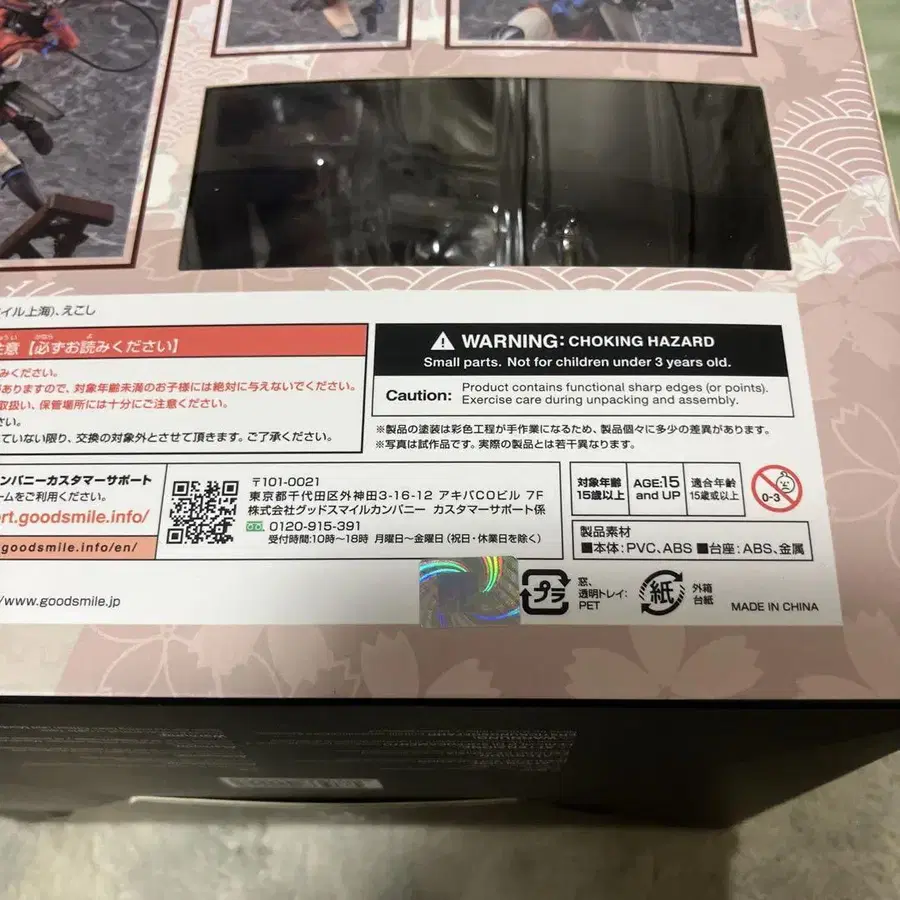 イル上海)、えごし
注意【必ずお読みください】
みください。
がありますので、対象年齢未満のお子様には絶対に与えないでください。
取扱い、保管場所には十分にご注意ください。
さい。
ていない限り、交換の対象外とさせて頂きます。ご了承ください。
WARNING: CHOKING HAZARD
Small parts. Not for children under 3 years old.
Caution: Product contains functional sharp edges (or points).
Exercise care during unpacking and assembly.
※製品の塗装は彩色工程が手作業になるため、製品個々に多少の差異があります。
※写真は試作品です。実際の製品とは若干異なります。
ンパニーカスタマーサポート
ームをご利用ください。
rt.goodsmile.info/
goodsmile.info/en/
//www.goodsmile.jp
〒101-0021
東京都千代田区外神田3-16-12 アキバCOビル 7F
株式会社グッドスマイルカンパニー カスタマーサポート係
0120-915-391
受付時間:10時〜18時 月曜日〜金曜日(祝日・休業日を除く)
対象年齢
15歳以上
AGE:15
and UP
适合年龄
15岁或以上
0-3
製品素材
■本体:PVC、ABS ■台座:ABS、金属
プラ
窓、
透明トレイ:
PET
紙
外箱
台紙
MADE IN CHINA